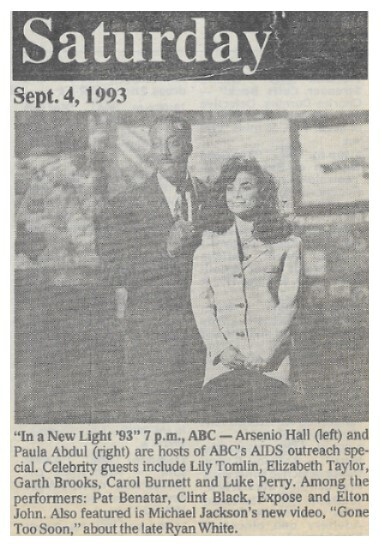 Saturday
Sept. 4, 1993
"In a New Light '93" 7 p.m., ABC — Arsenio Hall (left) and
Paula Abdul (right) are hosts of ABC's AIDS outreach spe-
cial. Celebrity guests include Lily Tomlin, Elizabeth Taylor,
Garth Brooks, Carol Burnett and Luke Perry. Among the
performers: Pat Benatar, Clint Black, Expose and Elton
John. Also featured is Michael Jackson's new video, "Gone
Too Soon," about the late Ryan White.